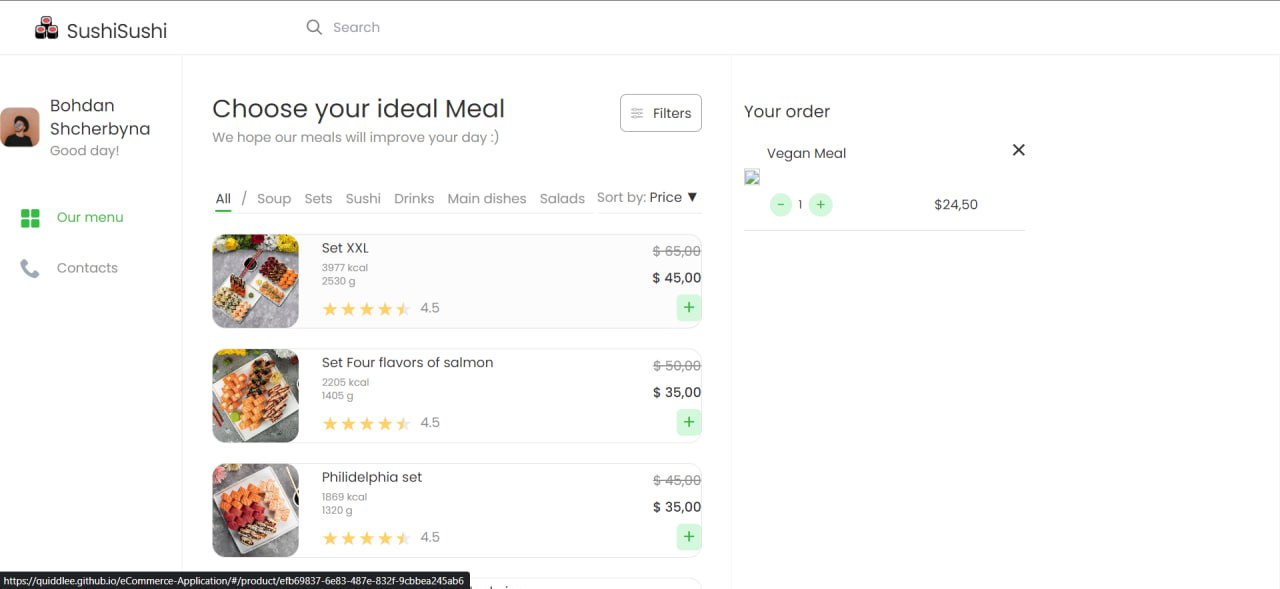 SushiSushi
Search
Bohdan
Shcherbyna
Good day!
Our menu
Contacts
Choose your ideal Meal
We hope our meals will improve your day :)
Filters
All / Soup Sets Sushi Drinks Main dishes Salads Sort by: Price ▼
Set XXL
3977 kcal
2530 g
4.5
$ 65,00
$ 45,00
+
Set Four flavors of salmon
2205 kcal
1405 g
4.5
$ 50,00
$ 35,00
+
Philidelphia set
1869 kcal
1320 g
4.5
$ 45,00
$ 35,00
+
Your order
Vegan Meal
- 1 +
$24,50
https://quiddlee.github.io/eCommerce-Application/#/product/efb69837-6e83-487e-832f-9cbbea245ab6